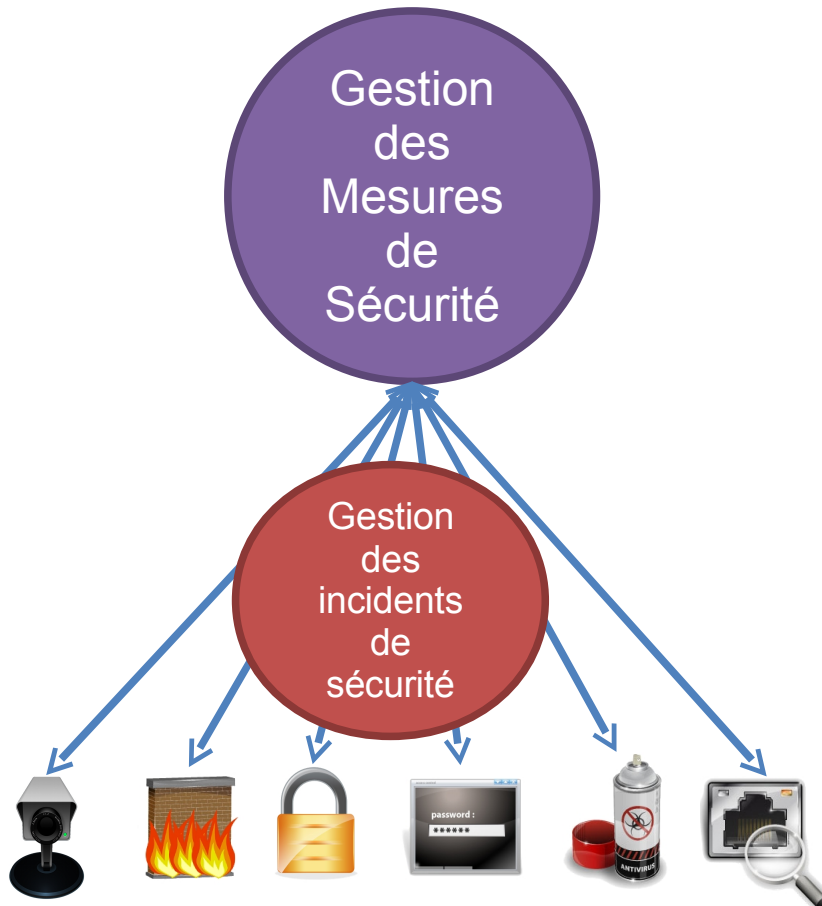 Gestion
des
Mesures
de
Sécurité
Gestion
des
incidents
de
sécurité
password :
******
ANTIVIRUS